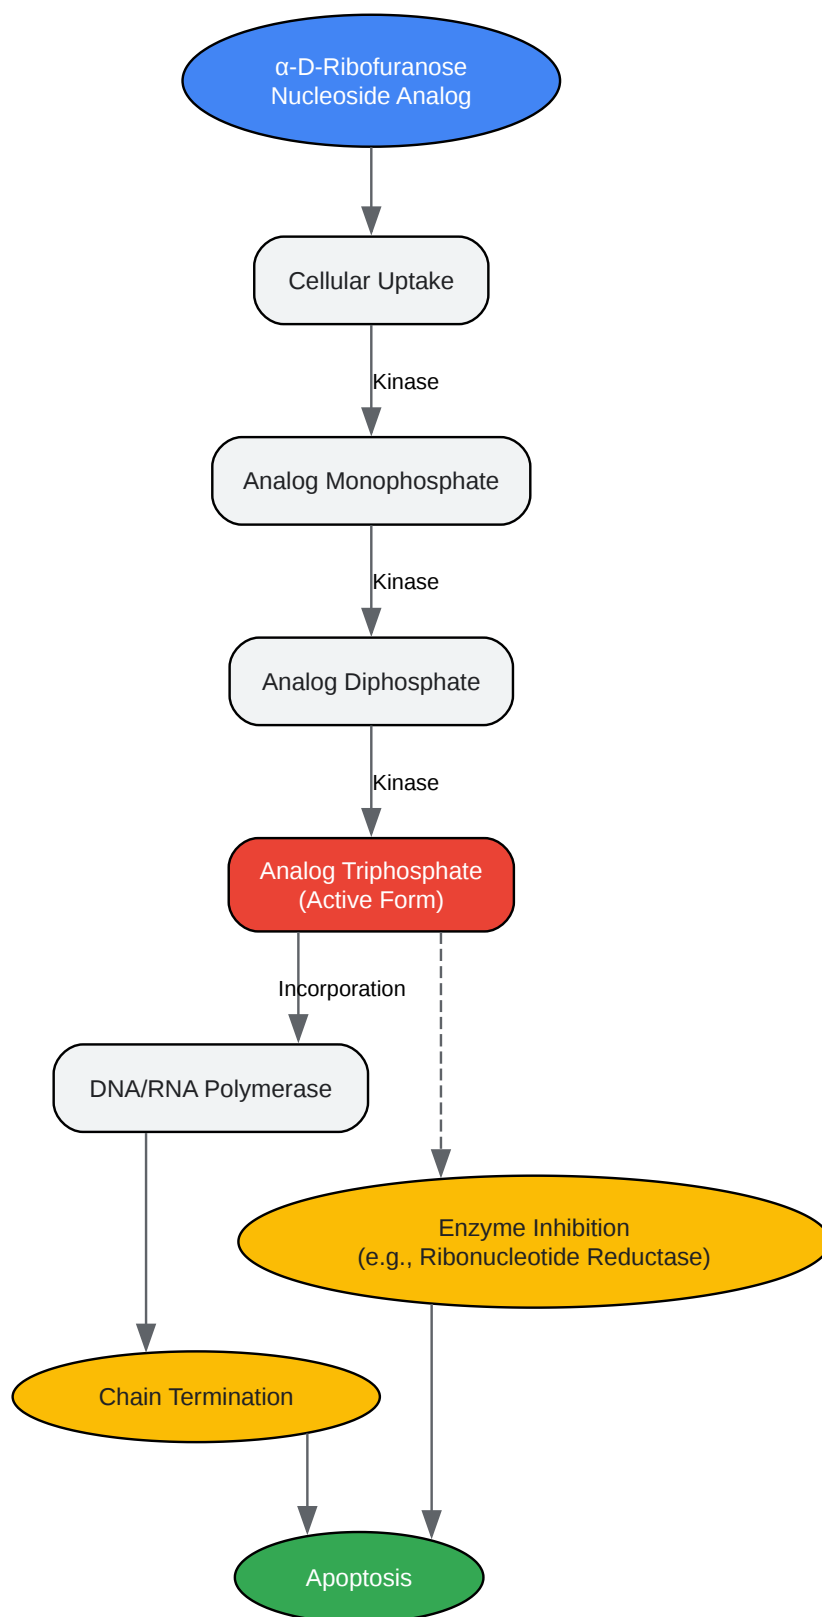 α-D-Ribofuranose
Nucleoside Analog
Cellular Uptake
Kinase
Analog Monophosphate
Kinase
Analog Diphosphate
Kinase
Analog Triphosphate
(Active Form)
Incorporation
DNA/RNA Polymerase
Enzyme Inhibition
(e.g., Ribonucleotide Reductase)
Chain Termination
Apoptosis